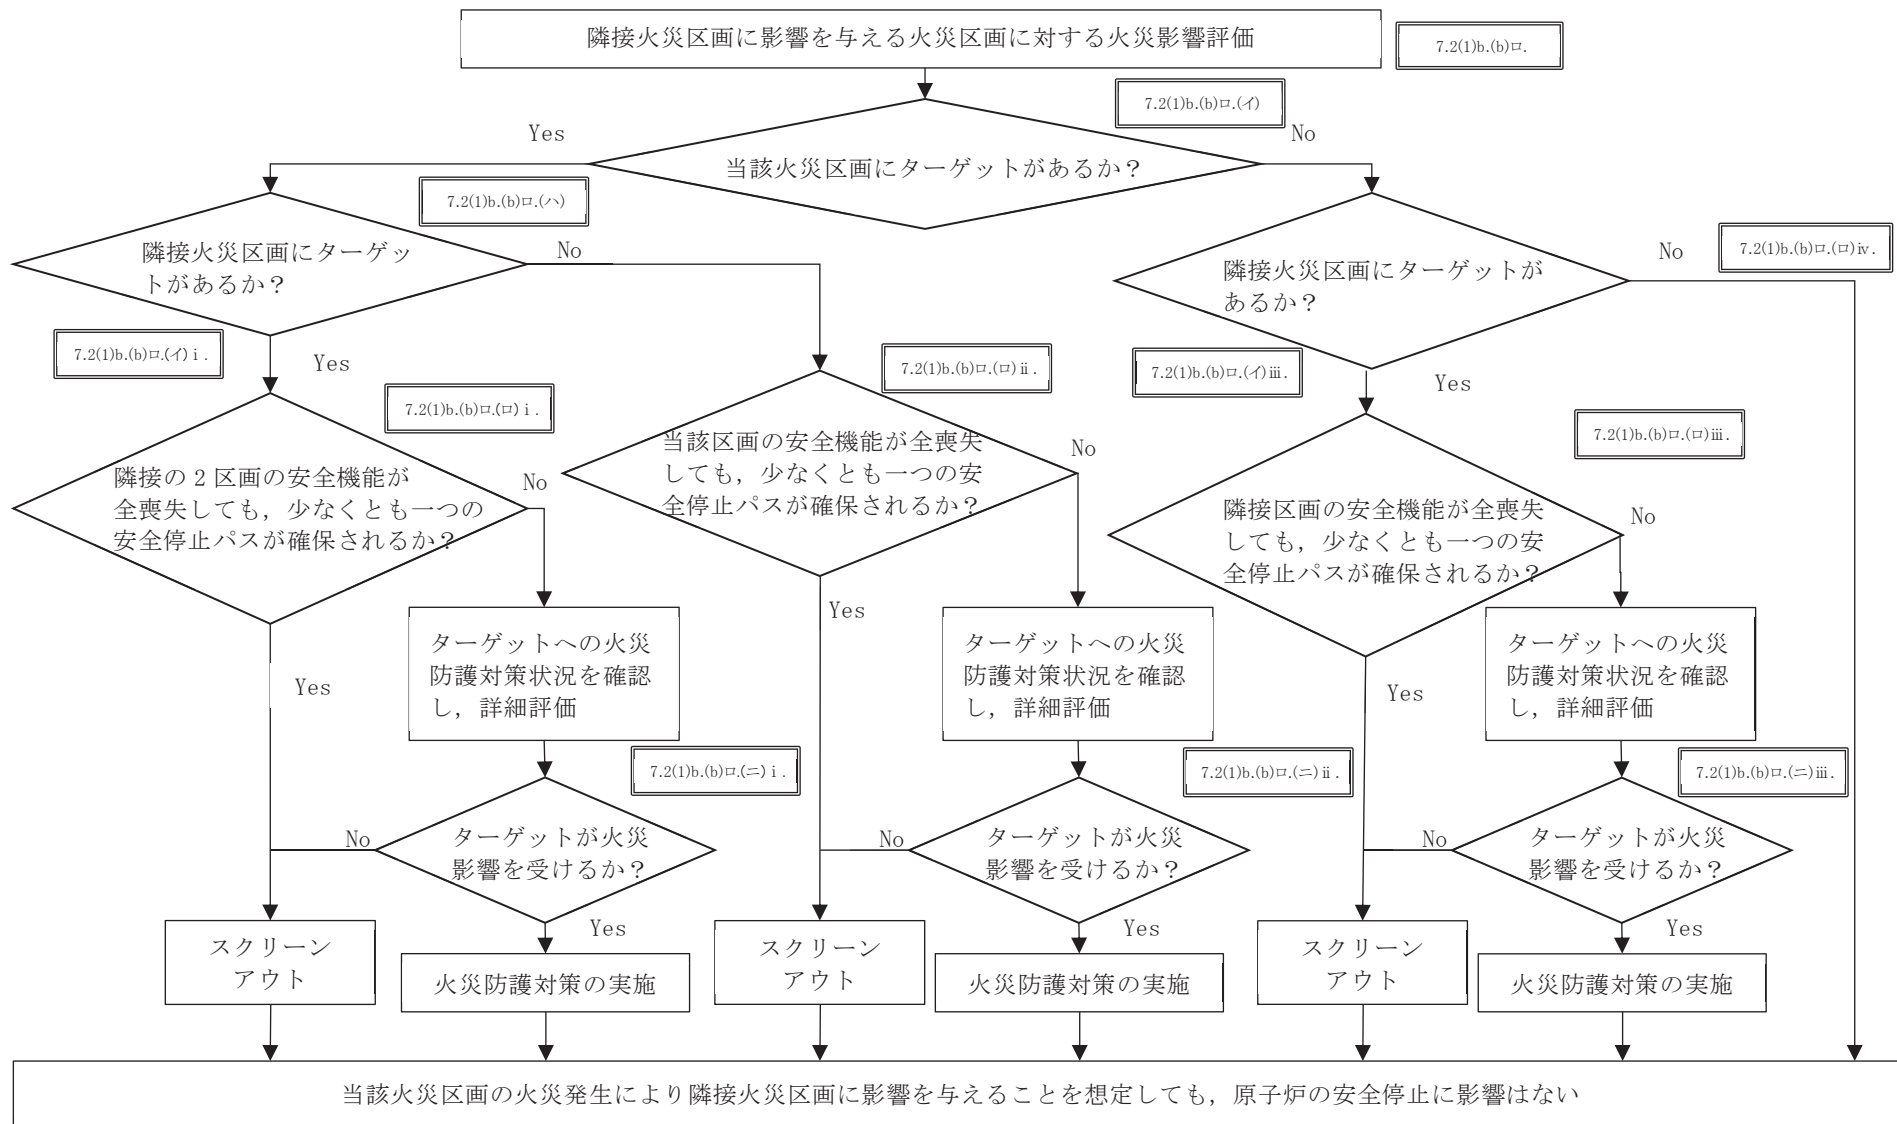 隣接火災区画に影響を与える火災区画に対する火災影響評価
7.2(1)b.(b)ロ.
7.2(1)b.(b)ロ.(イ)
Yes
No
当該火災区画にターゲットがあるか？
7.2(1)b.(b)ロ.(ハ)
隣接火災区画にターゲッ
トがあるか？
No
隣接火災区画にターゲットが
あるか？
No
7.2(1)b.(b)ロ.(ロ)ⅳ.
7.2(1)b.(b)ロ.(イ)ⅰ.
Yes
7.2(1)b.(b)ロ.(ロ)ⅰ.
7.2(1)b.(b)ロ.(ロ)ⅱ.
7.2(1)b.(b)ロ.(イ)ⅲ.
Yes
7.2(1)b.(b)ロ.(ロ)ⅲ.
隣接の2区画の安全機能が
全喪失しても，少なくとも一つの
安全停止パスが確保されるか？
No
当該区画の安全機能が全喪失
しても，少なくとも一つの安
全停止パスが確保されるか？
No
隣接区画の安全機能が全喪失
しても，少なくとも一つの安
全停止パスが確保されるか？
No
Yes
ターゲットへの火災
防護対策状況を確認
し，詳細評価
Yes
ターゲットへの火災
防護対策状況を確認
し，詳細評価
Yes
ターゲットへの火災
防護対策状況を確認
し，詳細評価
7.2(1)b.(b)ロ.(ニ)ⅰ.
7.2(1)b.(b)ロ.(ニ)ⅱ.
7.2(1)b.(b)ロ.(ニ)ⅲ.
No
ターゲットが火災
影響を受けるか？
No
ターゲットが火災
影響を受けるか？
No
ターゲットが火災
影響を受けるか？
Yes
Yes
Yes
スクリーン
アウト
火災防護対策の実施
スクリーン
アウト
火災防護対策の実施
スクリーン
アウト
火災防護対策の実施
当該火災区画の火災発生により隣接火災区画に影響を与えることを想定しても，原子炉の安全停止に影響はない